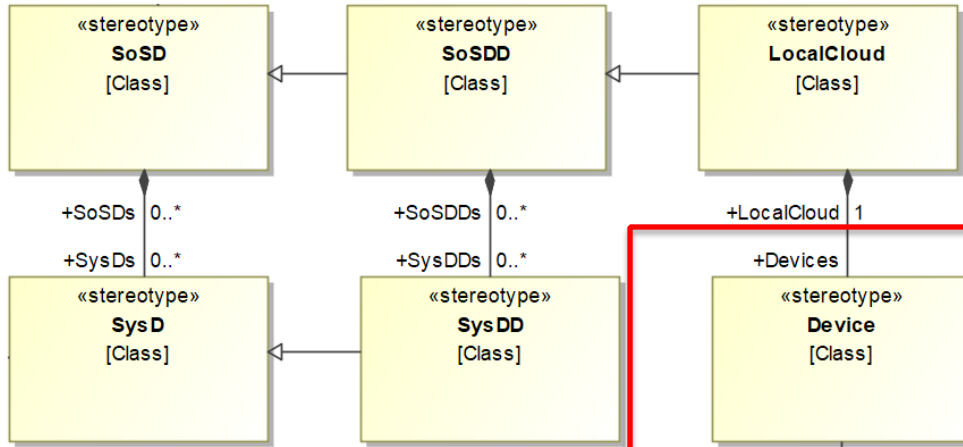 «stereotype»
SoSD
[Class]
«stereotype»
SoSDD
[Class]
«stereotype»
LocalCloud
[Class]
+SoSDs 0..*
+SysDs 0..*
+SoSDDs 0..*
+SysDDs 0..*
+LocalCloud 1
+Devices
«stereotype»
SysD
[Class]
«stereotype»
SysDD
[Class]
«stereotype»
Device
[Class]